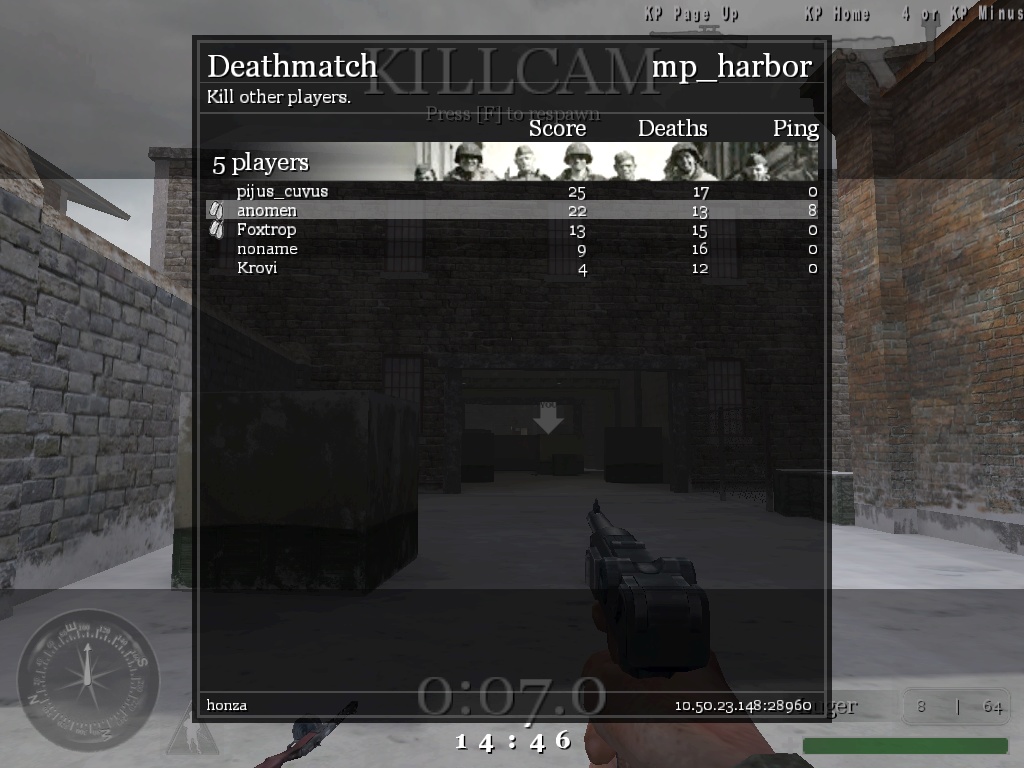 KP Page Up KP Home 4 or KP Minus
KILLCAM
Deathmatch mp_harbor
Kill other players.
Press [F] to respawn
Score Deaths Ping
5 players
pijus_cuvus 25 17 0
anomen 22 13 8
Foxtrop 13 15 0
noname 9 16 0
Krovi 4 12 0
0:07.0
honza 10.50.23.148:28960
8 | 64
14:46